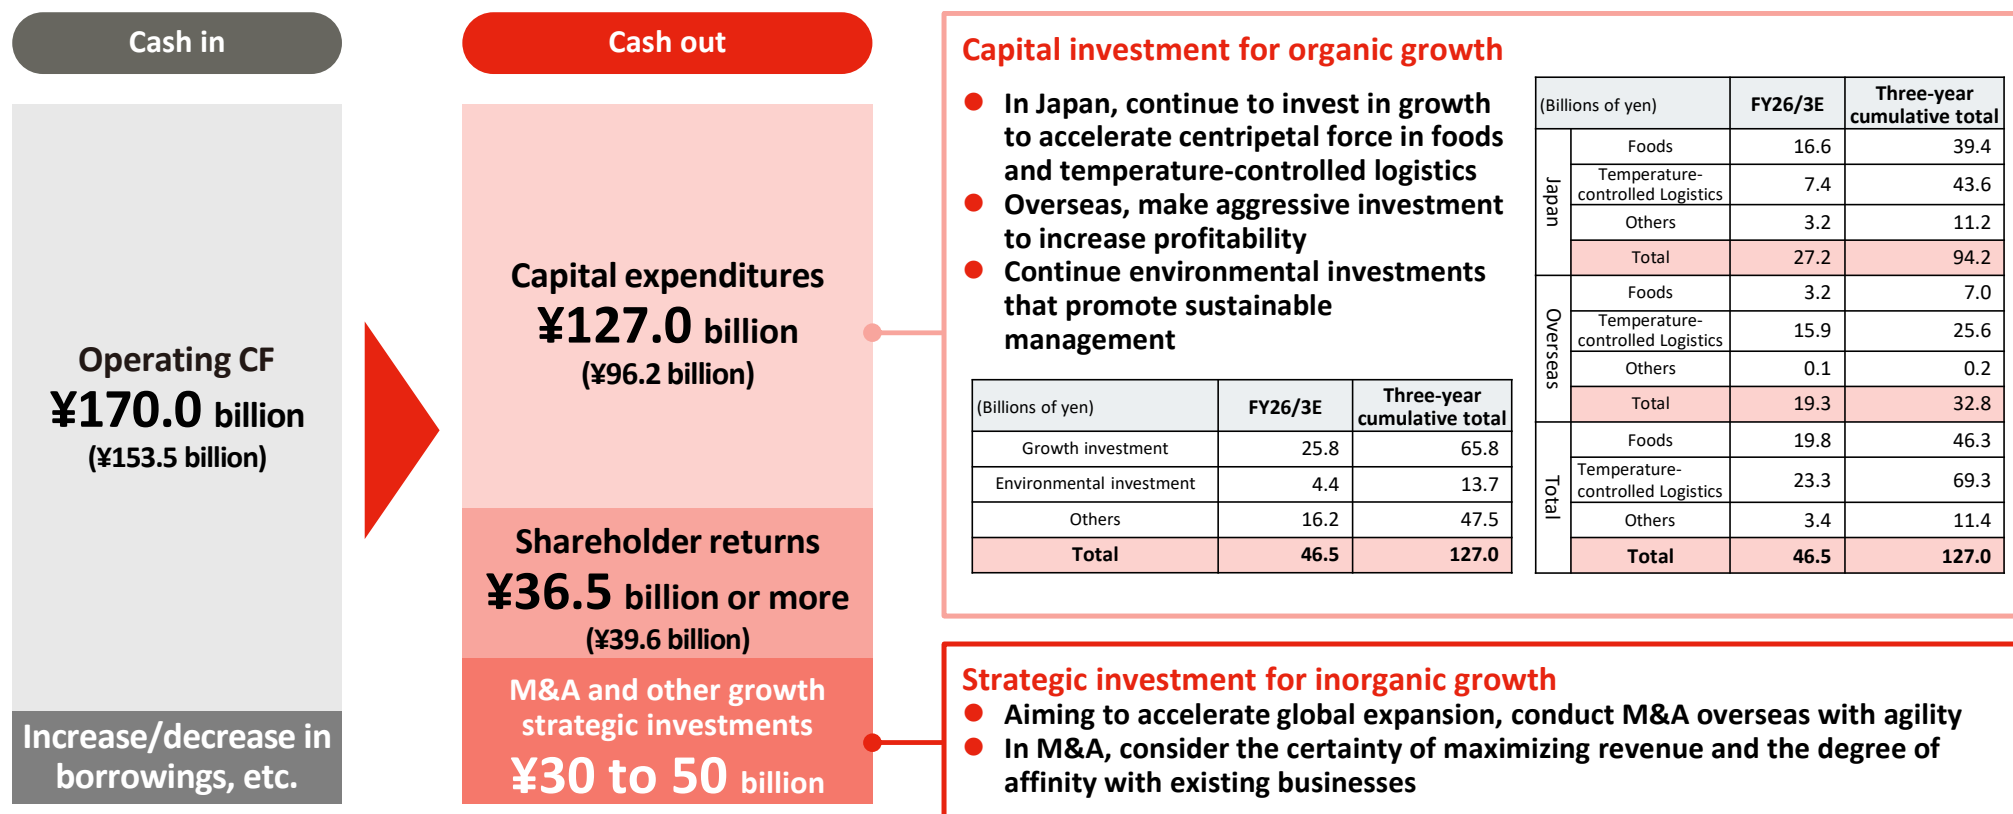 Cash in
Operating CF
¥170.0 billion
(¥153.5 billion)
Increase/decrease in
borrowings, etc.
Cash out
Capital expenditures
¥127.0 billion
(¥96.2 billion)
Shareholder returns
¥36.5 billion or more
(¥39.6 billion)
M&A and other growth
strategic investments
¥30 to 50 billion
Capital investment for organic growth
● In Japan, continue to invest in growth
to accelerate centripetal force in foods
and temperature-controlled logistics
● Overseas, make aggressive investment
to increase profitability
● Continue environmental investments
that promote sustainable
management
(Billions of yen) FY26/3E Three-year
cumulative total
Growth investment 25.8 65.8
Environmental investment 4.4 13.7
Others 16.2 47.5
Total 46.5 127.0
(Billions of yen) FY26/3E Three-year
cumulative total
Japan
Foods 16.6 39.4
Temperature-
controlled Logistics 7.4 43.6
Others 3.2 11.2
Total 27.2 94.2
Overseas
Foods 3.2 7.0
Temperature-
controlled Logistics 15.9 25.6
Others 0.1 0.2
Total 19.3 32.8
Total
Foods 19.8 46.3
Temperature-
controlled Logistics 23.3 69.3
Others 3.4 11.4
Total 46.5 127.0
Strategic investment for inorganic growth
● Aiming to accelerate global expansion, conduct M&A overseas with agility
● In M&A, consider the certainty of maximizing revenue and the degree of
affinity with existing businesses